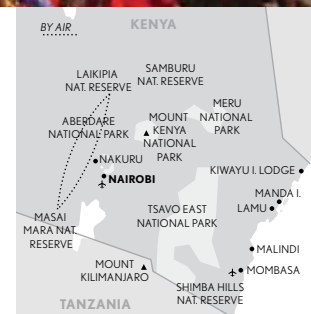 KENYA
BY AIR
SAMBURU
NAT. RESERVE
LAIKIPIA
NAT. RESERVE
MERU
NATIONAL
PARK
ABERDARE
NATIONAL PARK
MOUNT
KENYA
NATIONAL
PARK
NAKURU
KIWAYU I. LODGE
NAIROBI
MANDA I.
LAMU
MASAI
MARA NAT.
RESERVE
TSAVO EAST
NATIONAL PARK
MALINDI
MOUNT
KILIMANJARO
MOMBASA
SHIMBA HILLS
NAT. RESERVE
TANZANIA